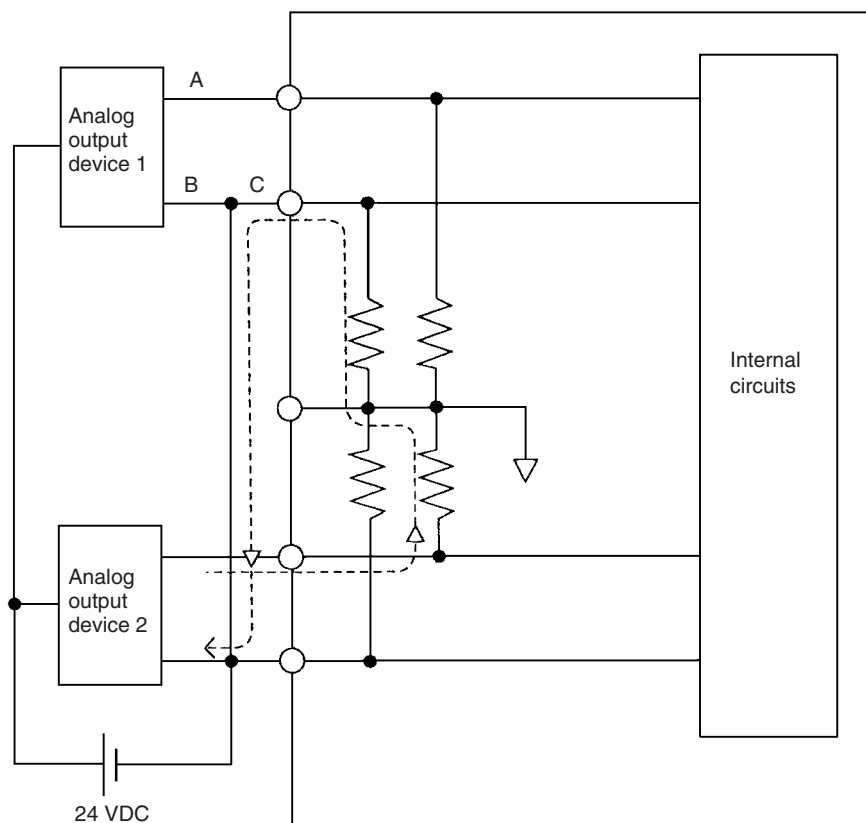 A
Analog
output
device 1
B
C
Internal
circuits
Analog
output
device 2
24 VDC